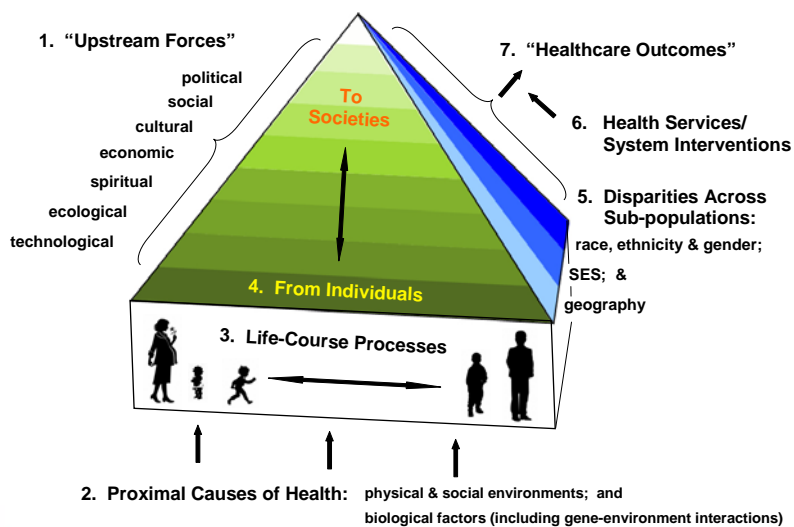 1. “Upstream Forces”
political
social
cultural
economic
spiritual
ecological
technological
To
Societies
4. From Individuals
3. Life-Course Processes
7. “Healthcare Outcomes”
6. Health Services/
System Interventions
5. Disparities Across
Sub-populations:
race, ethnicity & gender;
SES; &
geography
2. Proximal Causes of Health: physical & social environments; and
biological factors (including gene-environment interactions)